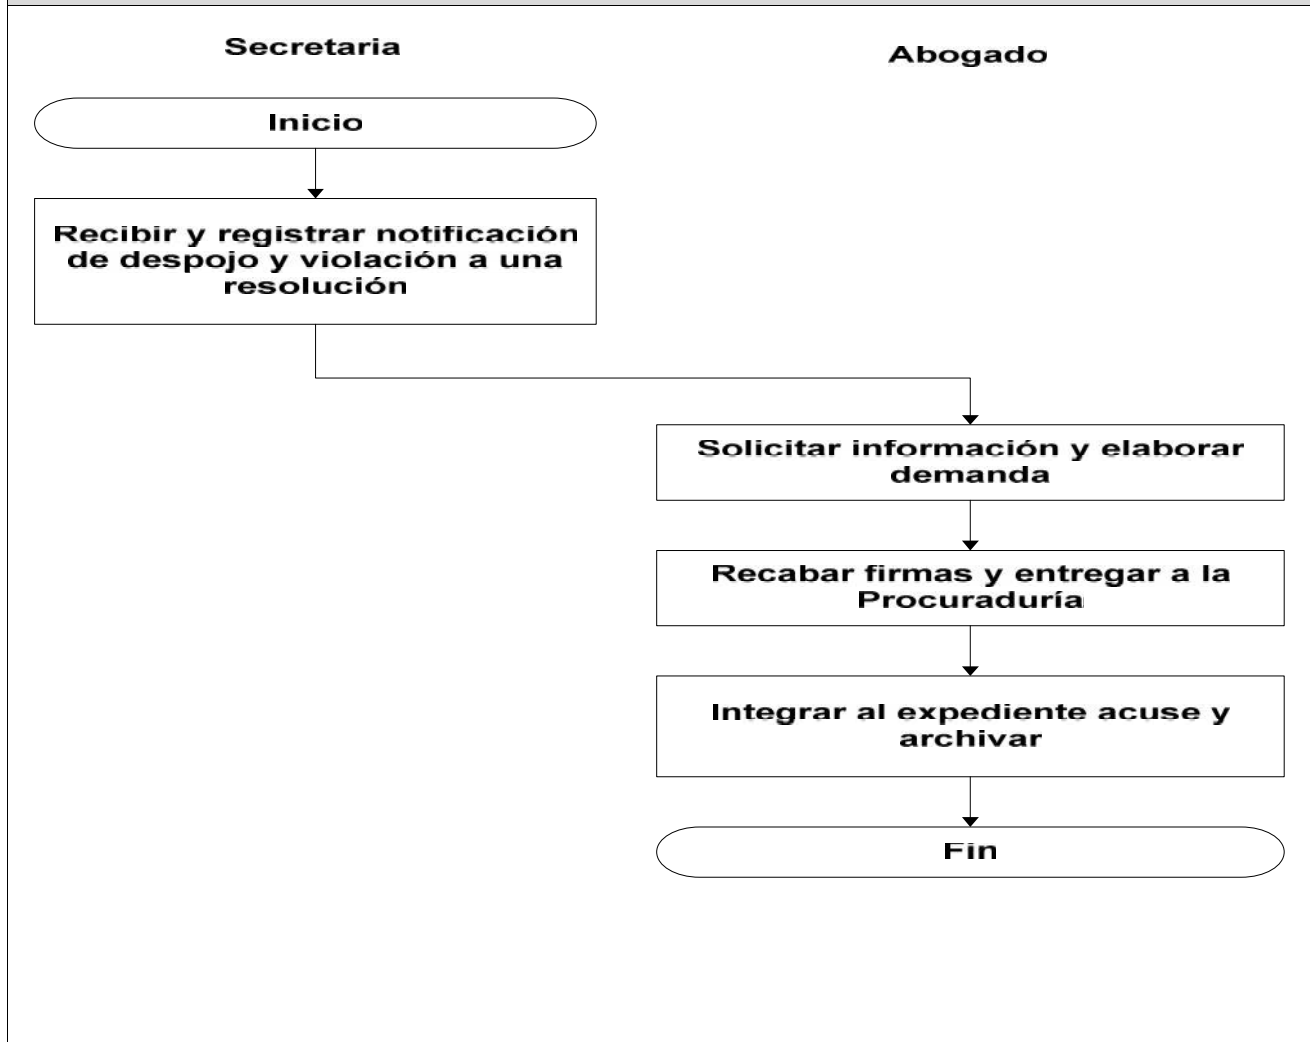 Secretaria
Abogado
Inicio
Recibir y registrar notificación
de despojo y violación a una
resolución
Solicitar información y elaborar
demanda
Recabar firmas y entregar a la
Procuraduría
Integrar al expediente acuse y
archivar
Fin